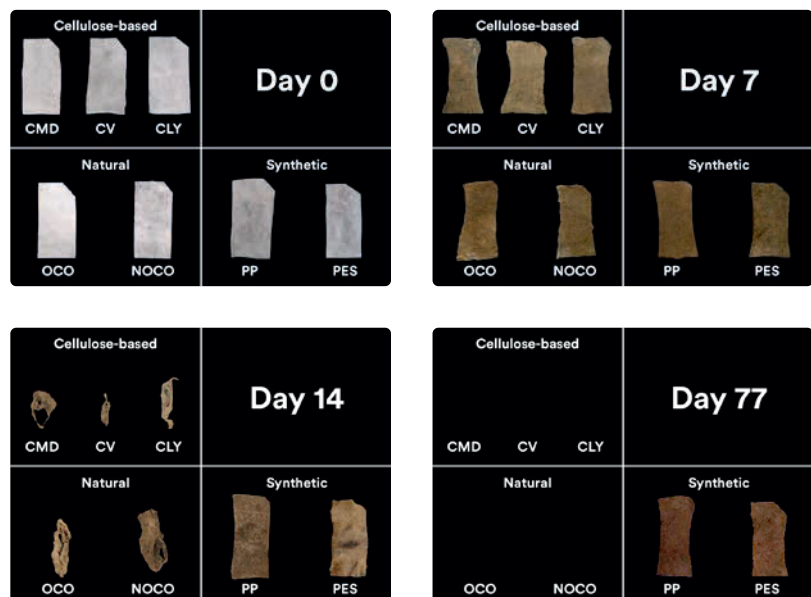 Cellulose-based
CMD CV CLY
Day 0
Natural
OCO NOCO
Synthetic
PP PES
Cellulose-based
CMD CV CLY
Day 7
Natural
OCO NOCO
Synthetic
PP PES
Cellulose-based
CMD CV CLY
Day 14
Natural
OCO NOCO
Synthetic
PP PES
Cellulose-based
CMD CV CLY
Day 77
Natural
OCO NOCO
Synthetic
PP PES